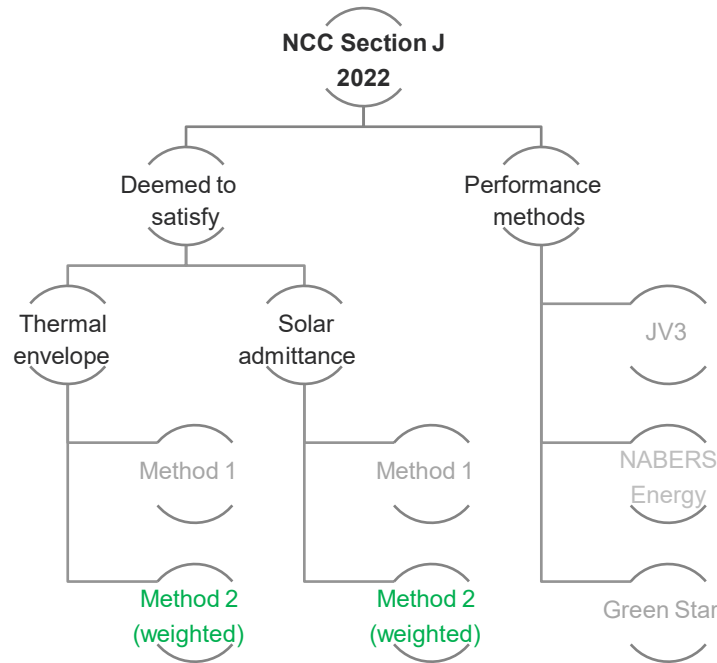 NCC Section J
2022
Deemed to
satisfy
Performance
methods
Thermal
envelope
Solar
admittance
JV3
Method 1
Method 1
NABERS
Energy
Method 2
(weighted)
Method 2
(weighted)
Green Star